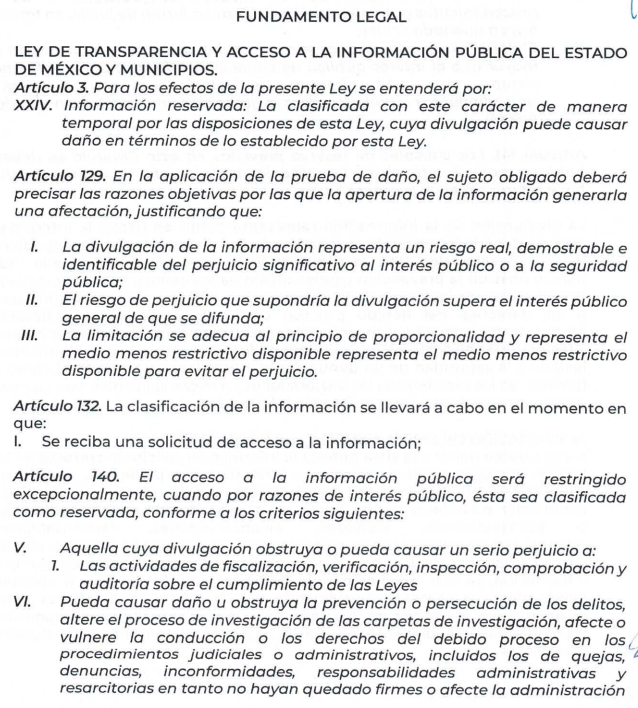 FUNDAMENTO LEGAL
LEY DE TRANSPARENCIA Y ACCESO A LA INFORMACIÓN PÚBLICA DEL ESTADO
DE MÉXICO Y MUNICIPIOS.
Artículo 3. Para los efectos de la presente Ley se entenderá por:
XXIV. Información reservada: La clasificada con este carácter de manera
temporal por las disposiciones de esta Ley, cuya divulgación puede causar
daño en términos de lo establecido por esta Ley.
Artículo 129. En la aplicación de la prueba de daño, el sujeto obligado deberá
precisar las razones objetivas por las que la apertura de la información generarla
una afectación, justificando que:
I. La divulgación de la información representa un riesgo real, demostrable e
identificable del perjuicio significativo al interés público o a la seguridad
pública;
II. El riesgo de perjuicio que supondría la divulgación supera el interés público
general de que se difunda;
III. La limitación se adecua al principio de proporcionalidad y representa el
medio menos restrictivo disponible representa el medio menos restrictivo
disponible para evitar el perjuicio.
Artículo 132. La clasificación de la información se llevará a cabo en el momento en
que:
I. Se reciba una solicitud de acceso a la información;
Artículo 140. El acceso a la información pública será restringido
excepcionalmente, cuando por razones de interés público, ésta sea clasificada
como reservada, conforme a los criterios siguientes:
V. Aquella cuya divulgación obstruya o pueda causar un serio perjuicio a:
1. Las actividades de fiscalización, verificación, inspección, comprobación y
auditoría sobre el cumplimiento de las Leyes
VI. Pueda causar daño u obstruya la prevención o persecución de los delitos,
altere el proceso de investigación de las carpetas de investigación, afecte o
vulnere la conducción o los derechos del debido proceso en los
procedimientos judiciales o administrativos, incluidos los de quejas,
denuncias, inconformidades, responsabilidades administrativas y
resarcitorias en tanto no hayan quedado firmes o afecte la administración